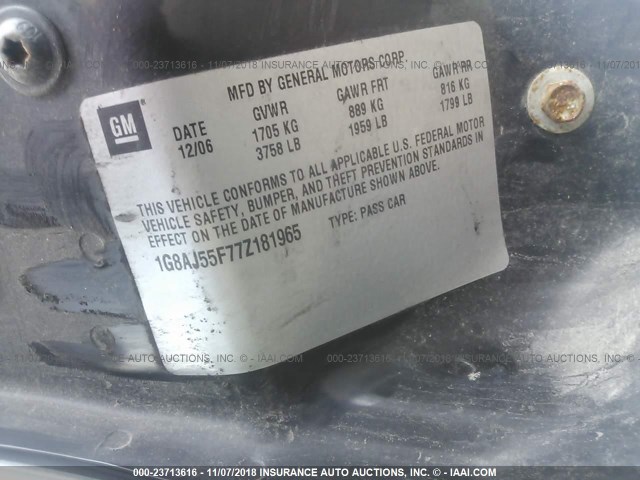 MFD BY GENERAL MOTORS CORP.
GM
DATE GVWR GAWR FRT GAWR RR
12/06 1705 KG 889 KG 816 KG
3758 LB 1959 LB 1799 LB
THIS VEHICLE CONFORMS TO ALL APPLICABLE U.S. FEDERAL MOTOR
VEHICLE SAFETY, BUMPER, AND THEFT PREVENTION STANDARDS IN
EFFECT ON THE DATE OF MANUFACTURE SHOWN ABOVE.
1G8AJ55F77Z181965 TYPE: PASS CAR
000-23713616 - 11/07/2018 INSURANCE AUTO AUCTIONS, INC. © - IAAI.COM